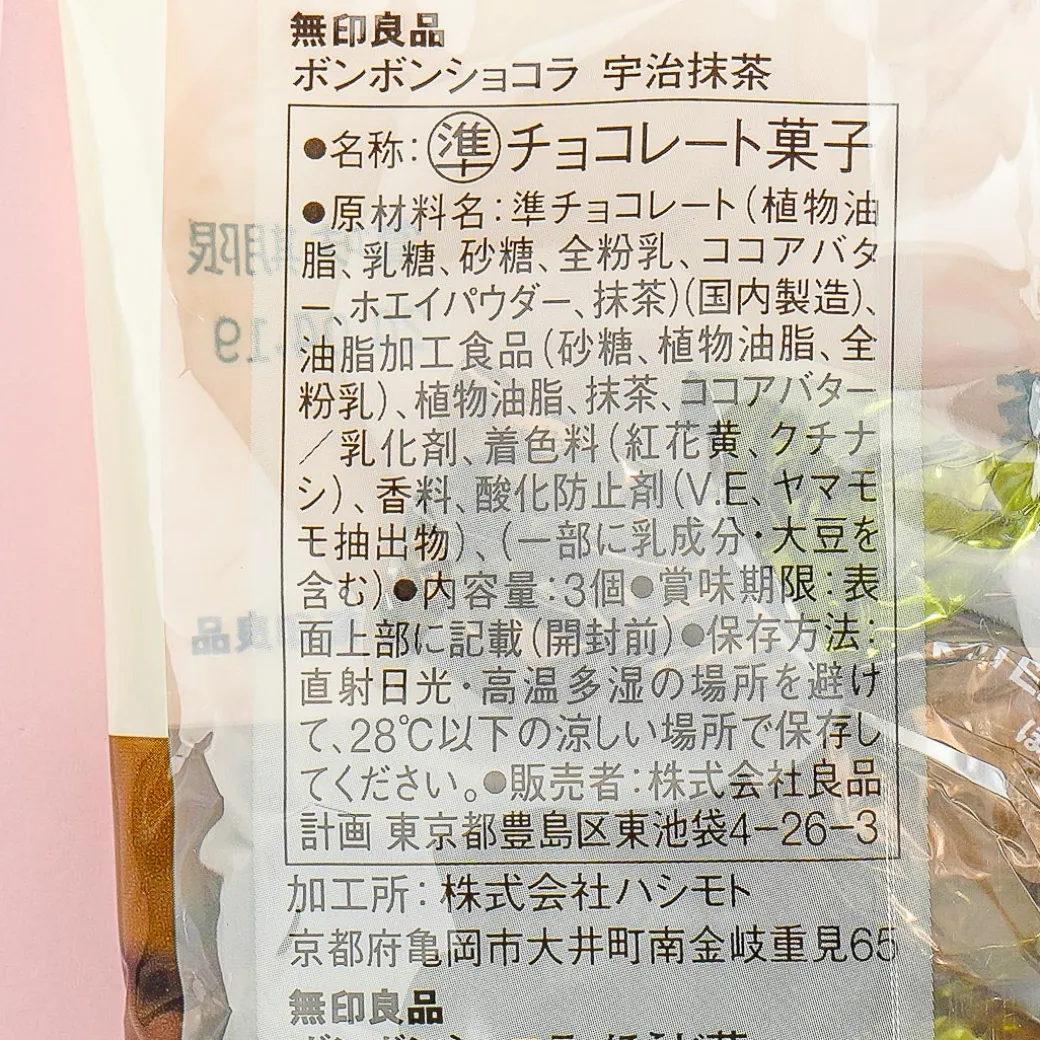 無印良品
ボンボンショコラ 宇治抹茶
●名称:準チョコレート菓子
●原材料名:準チョコレート(植物油
脂、乳糖、砂糖、全粉乳、ココアバタ
ー、ホエイパウダー、抹茶)(国内製造)、
油脂加工食品(砂糖、植物油脂、全
粉乳)、植物油脂、抹茶、ココアバター
/乳化剤、着色料(紅花黄、クチナ
シ)、香料、酸化防止剤(V.E、ヤマモ
モ抽出物)、(一部に乳成分・大豆を
含む)●内容量:3個●賞味期限:表
面上部に記載(開封前)●保存方法:
直射日光・高温多湿の場所を避け
て、28℃以下の涼しい場所で保存し
てください。●販売者:株式会社良品
計画 東京都豊島区東池袋4-26-3
加工所:株式会社ハシモト
京都府亀岡市大井町南金岐重見65
無印良品